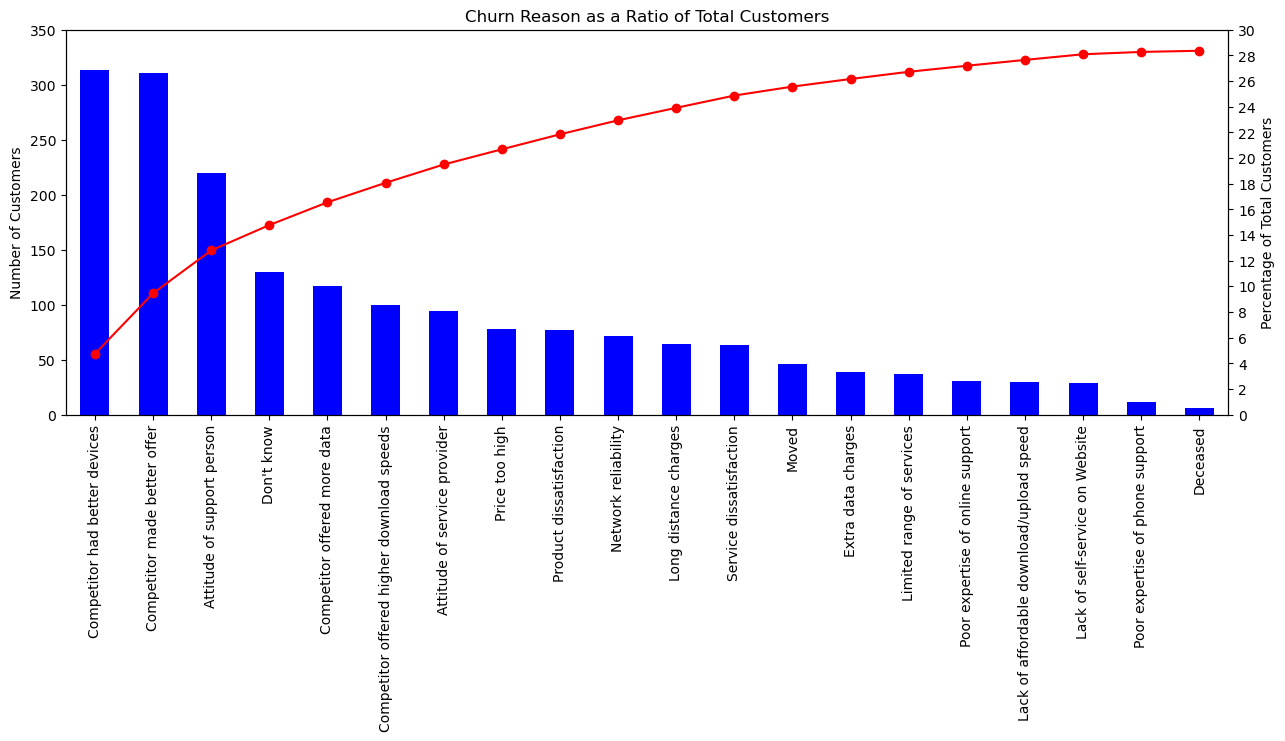 Churn Reason as a Ratio of Total Customers
350
300
250
200
150
100
50
0
Number of Customers
30
28
26
24
22
20
18
16
14
12
10
8
6
4
2
0
Percentage of Total Customers
Competitor had better devices
Competitor made better offer
Attitude of support person
Don't know
Competitor offered more data
Competitor offered higher download speeds
Attitude of service provider
Price too high
Product dissatisfaction
Network reliability
Long distance charges
Service dissatisfaction
Moved
Extra data charges
Limited range of services
Poor expertise of online support
Lack of affordable download/upload speed
Lack of self-service on Website
Poor expertise of phone support
Deceased